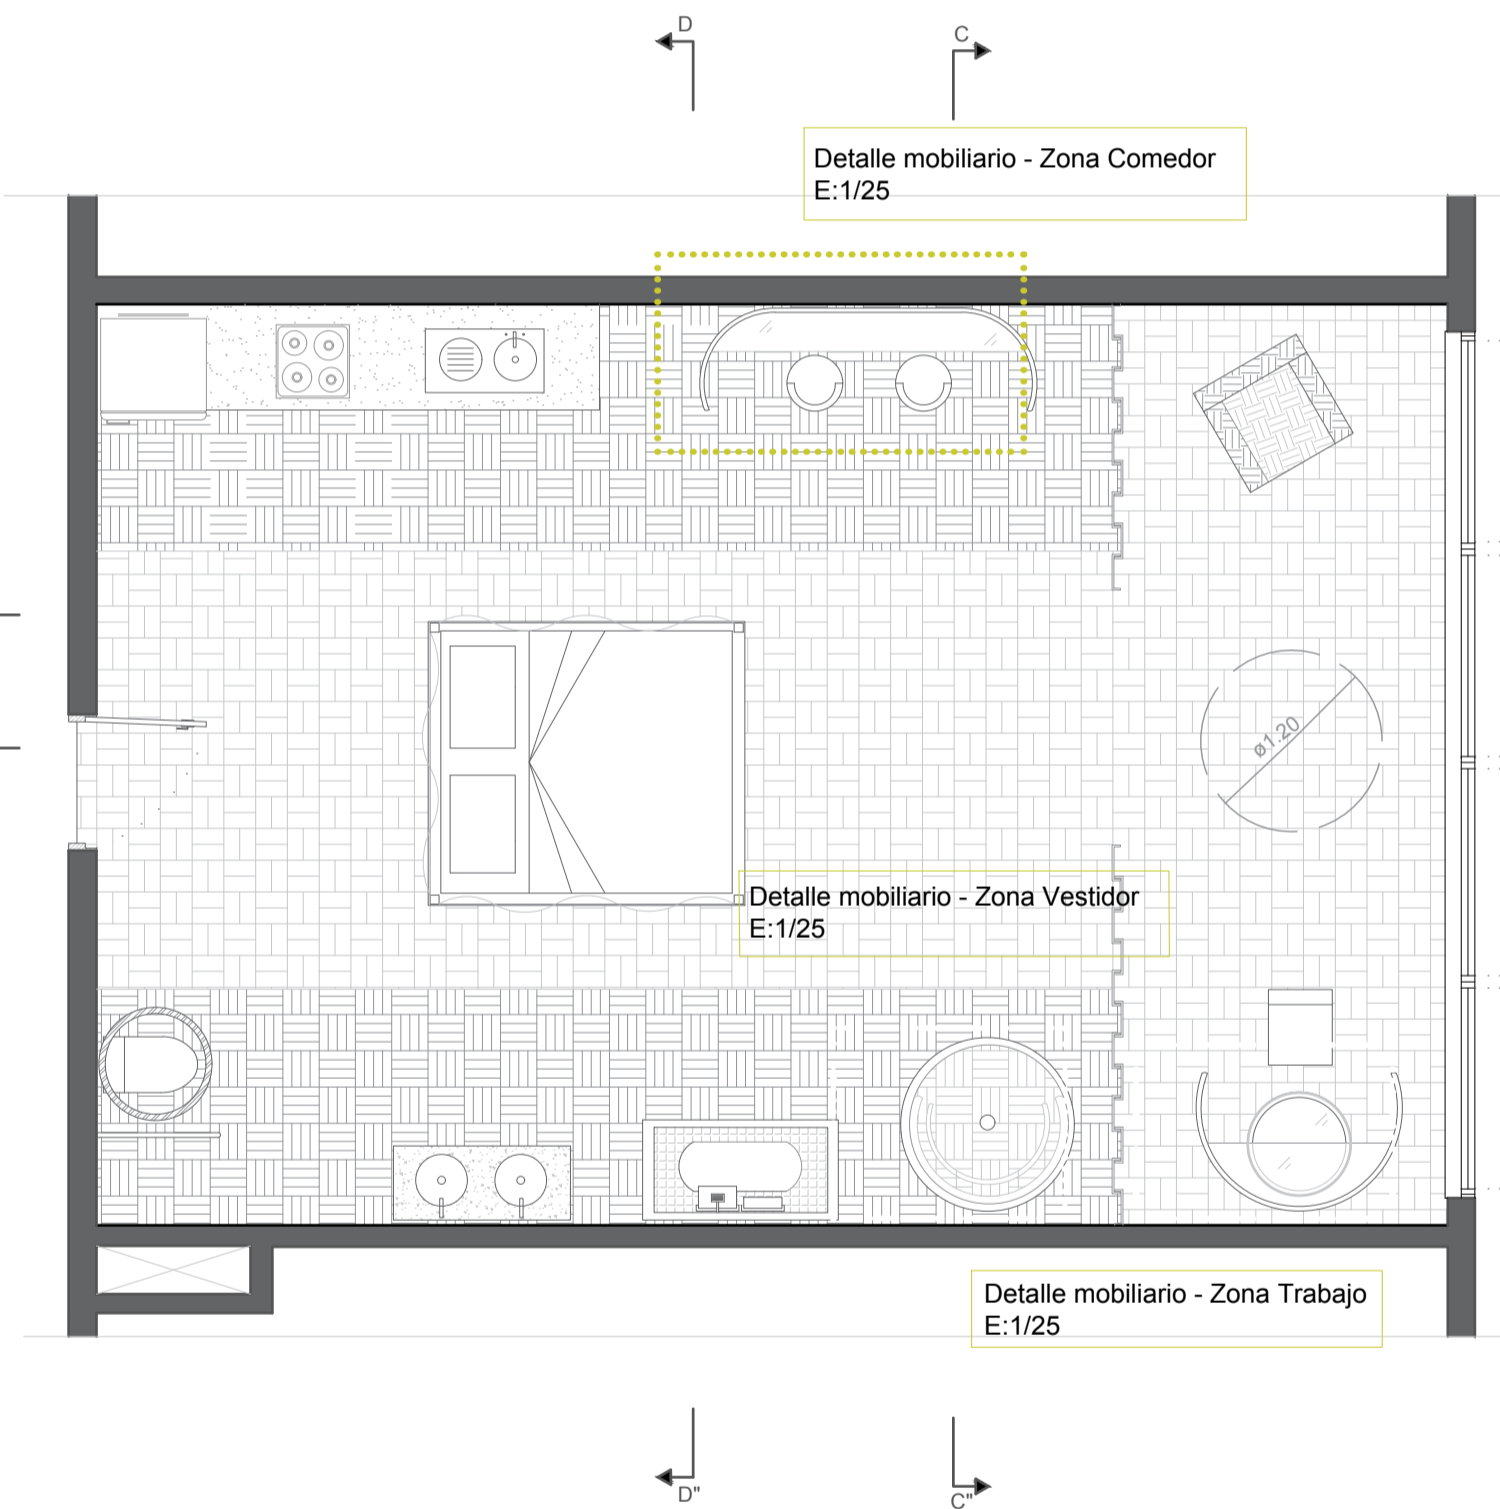 D
C
Detalle mobiliario - Zona Comedor
E:1/25
ø1.20
Detalle mobiliario - Zona Vestidor
E:1/25
Detalle mobiliario - Zona Trabajo
E:1/25
D"
C"